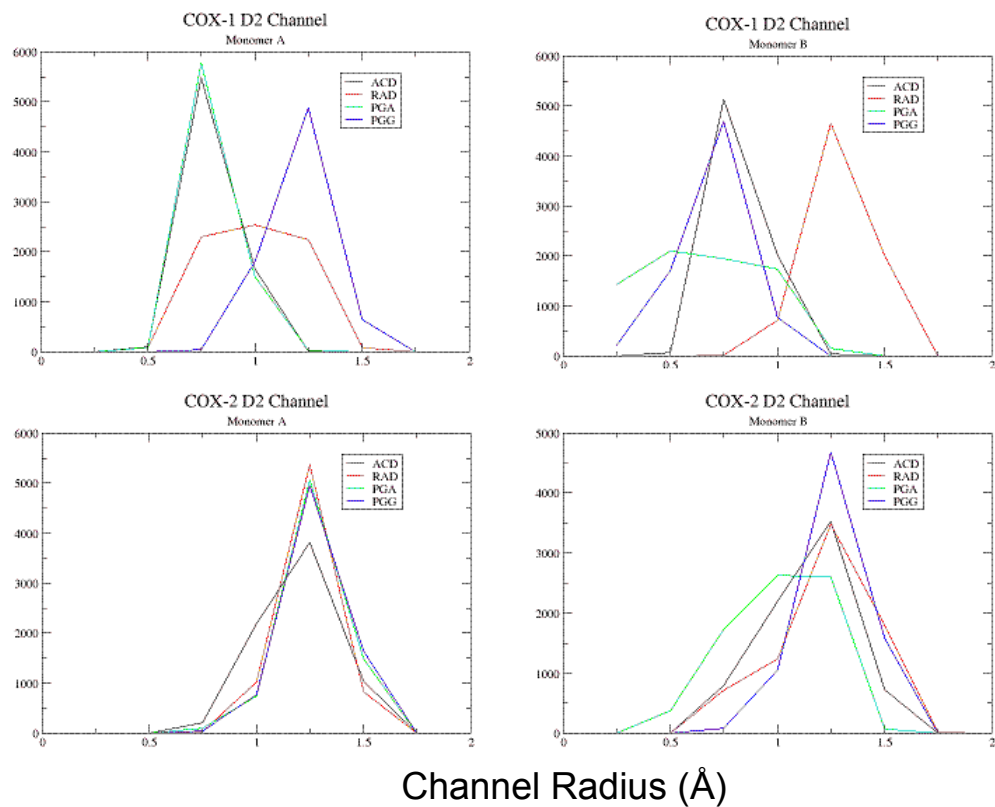 COX-1 D2 Channel
Monomer A
6000
5000
4000
3000
2000
1000
0
0 0.5 1 1.5 2
ACD
RAD
PGA
PGG
COX-1 D2 Channel
Monomer B
6000
5000
4000
3000
2000
1000
0
0 0.5 1 1.5 2
ACD
RAD
PGA
PGG
COX-2 D2 Channel
Monomer A
6000
5000
4000
3000
2000
1000
0
0 0.5 1 1.5 2
ACD
RAD
PGA
PGG
COX-2 D2 Channel
Monomer B
5000
4000
3000
2000
1000
0
0 0.5 1 1.5 2
ACD
RAD
PGA
PGG
Channel Radius (Å)